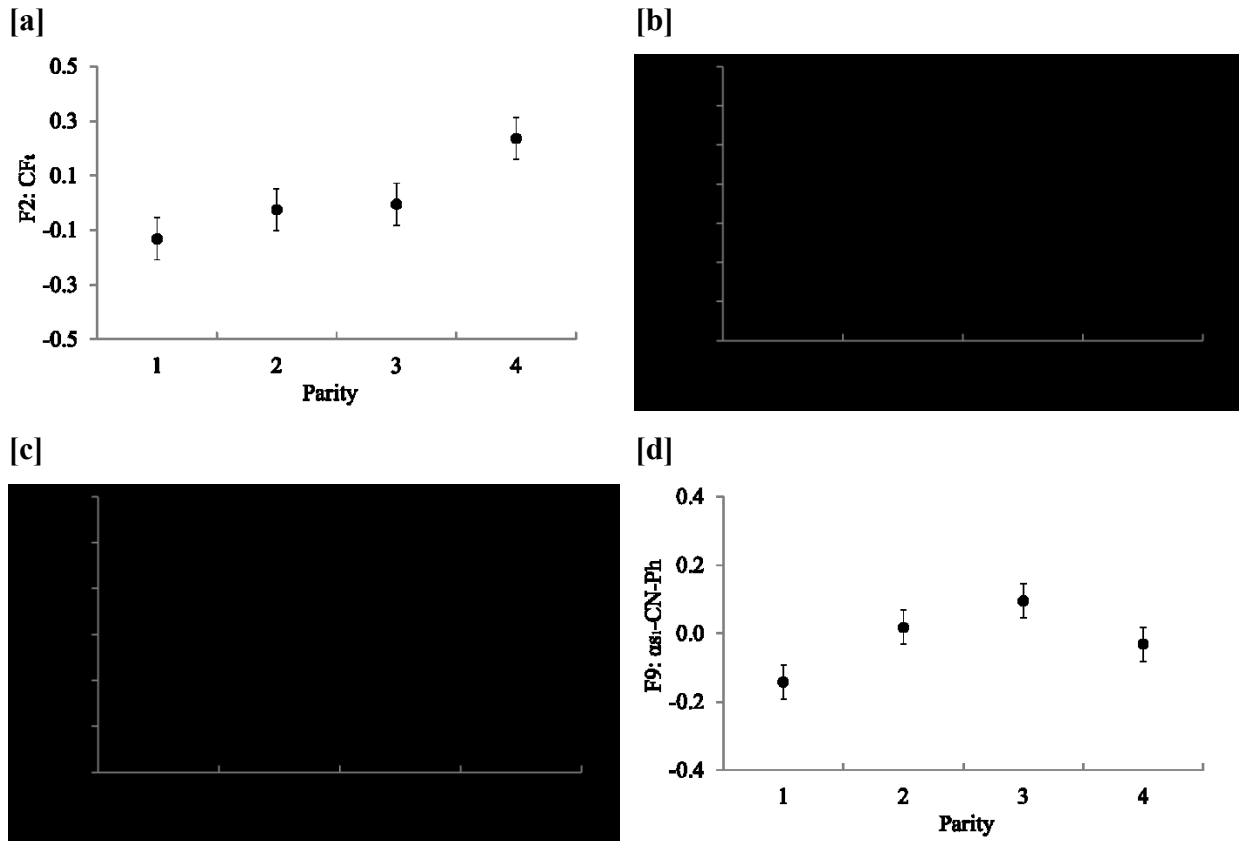 [a]
0.5
0.3
0.1
-0.1
-0.3
-0.5
F2: CFt
1 2 3 4
Parity
[b]
[c]
[d]
0.4
0.2
0.0
-0.2
-0.4
F9: αs1-CN-Ph
1 2 3 4
Parity